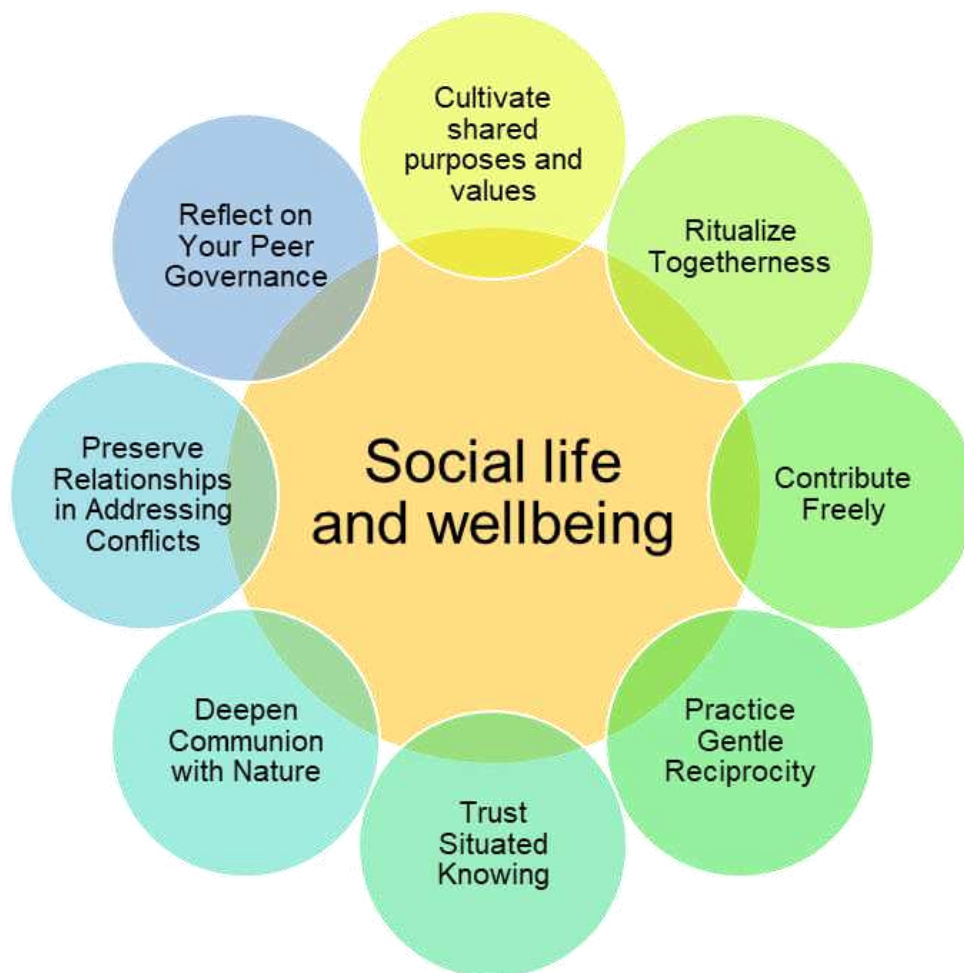 Cultivate
shared
purposes and
values
Ritualize
Togetherness
Contribute
Freely
Practice
Gentle
Reciprocity
Trust
Situated
Knowing
Deepen
Communion
with Nature
Preserve
Relationships
in Addressing
Conflicts
Reflect on
Your Peer
Governance
Social life
and wellbeing